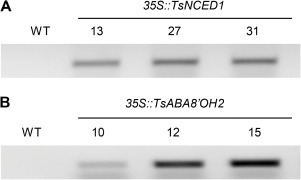 A 35S::TsNCED1
WT 13 27 31
B 35S::TsABA8'OH2
WT 10 12 15